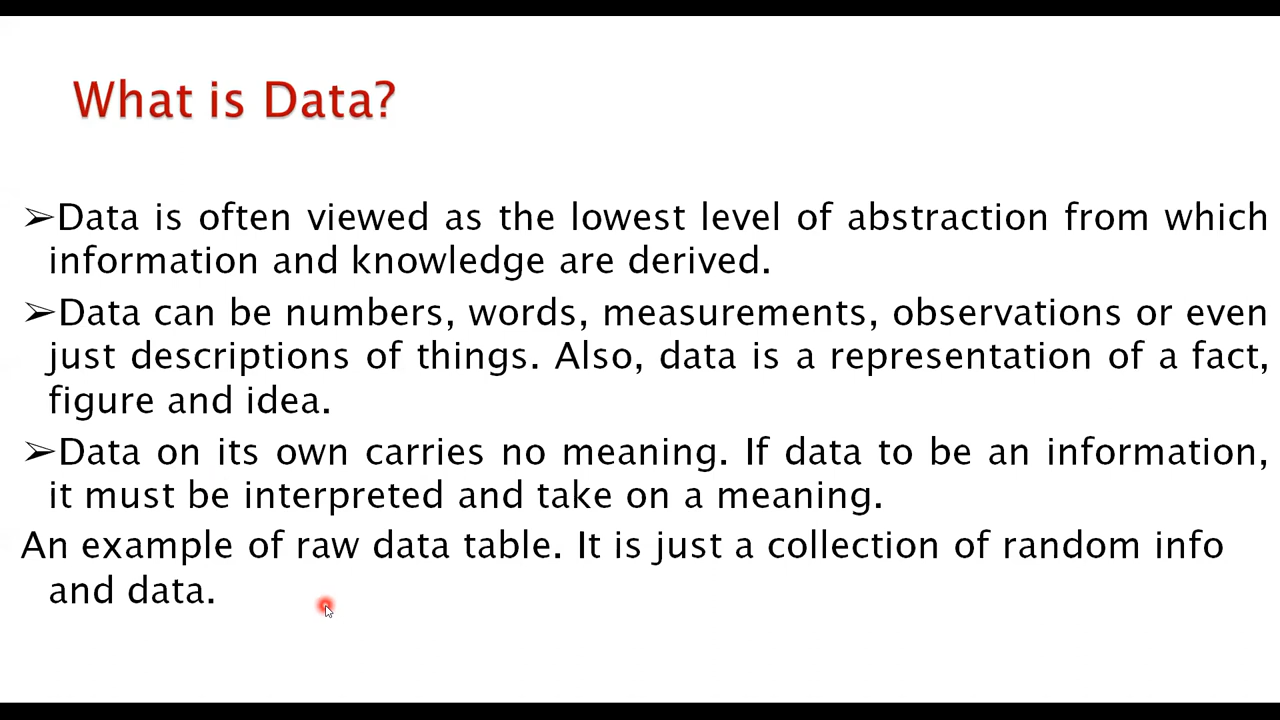 What is Data?
➢Data is often viewed as the lowest level of abstraction from which
information and knowledge are derived.
➢Data can be numbers, words, measurements, observations or even
just descriptions of things. Also, data is a representation of a fact,
figure and idea.
➢Data on its own carries no meaning. If data to be an information,
it must be interpreted and take on a meaning.
An example of raw data table. It is just a collection of random info
and data.